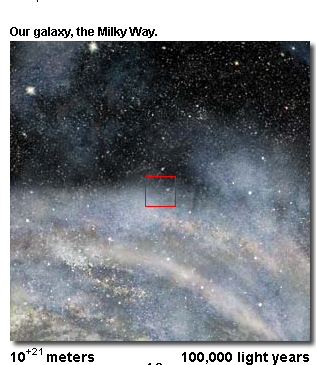 Our galaxy, the Milky Way.
10+21 meters 100,000 light years